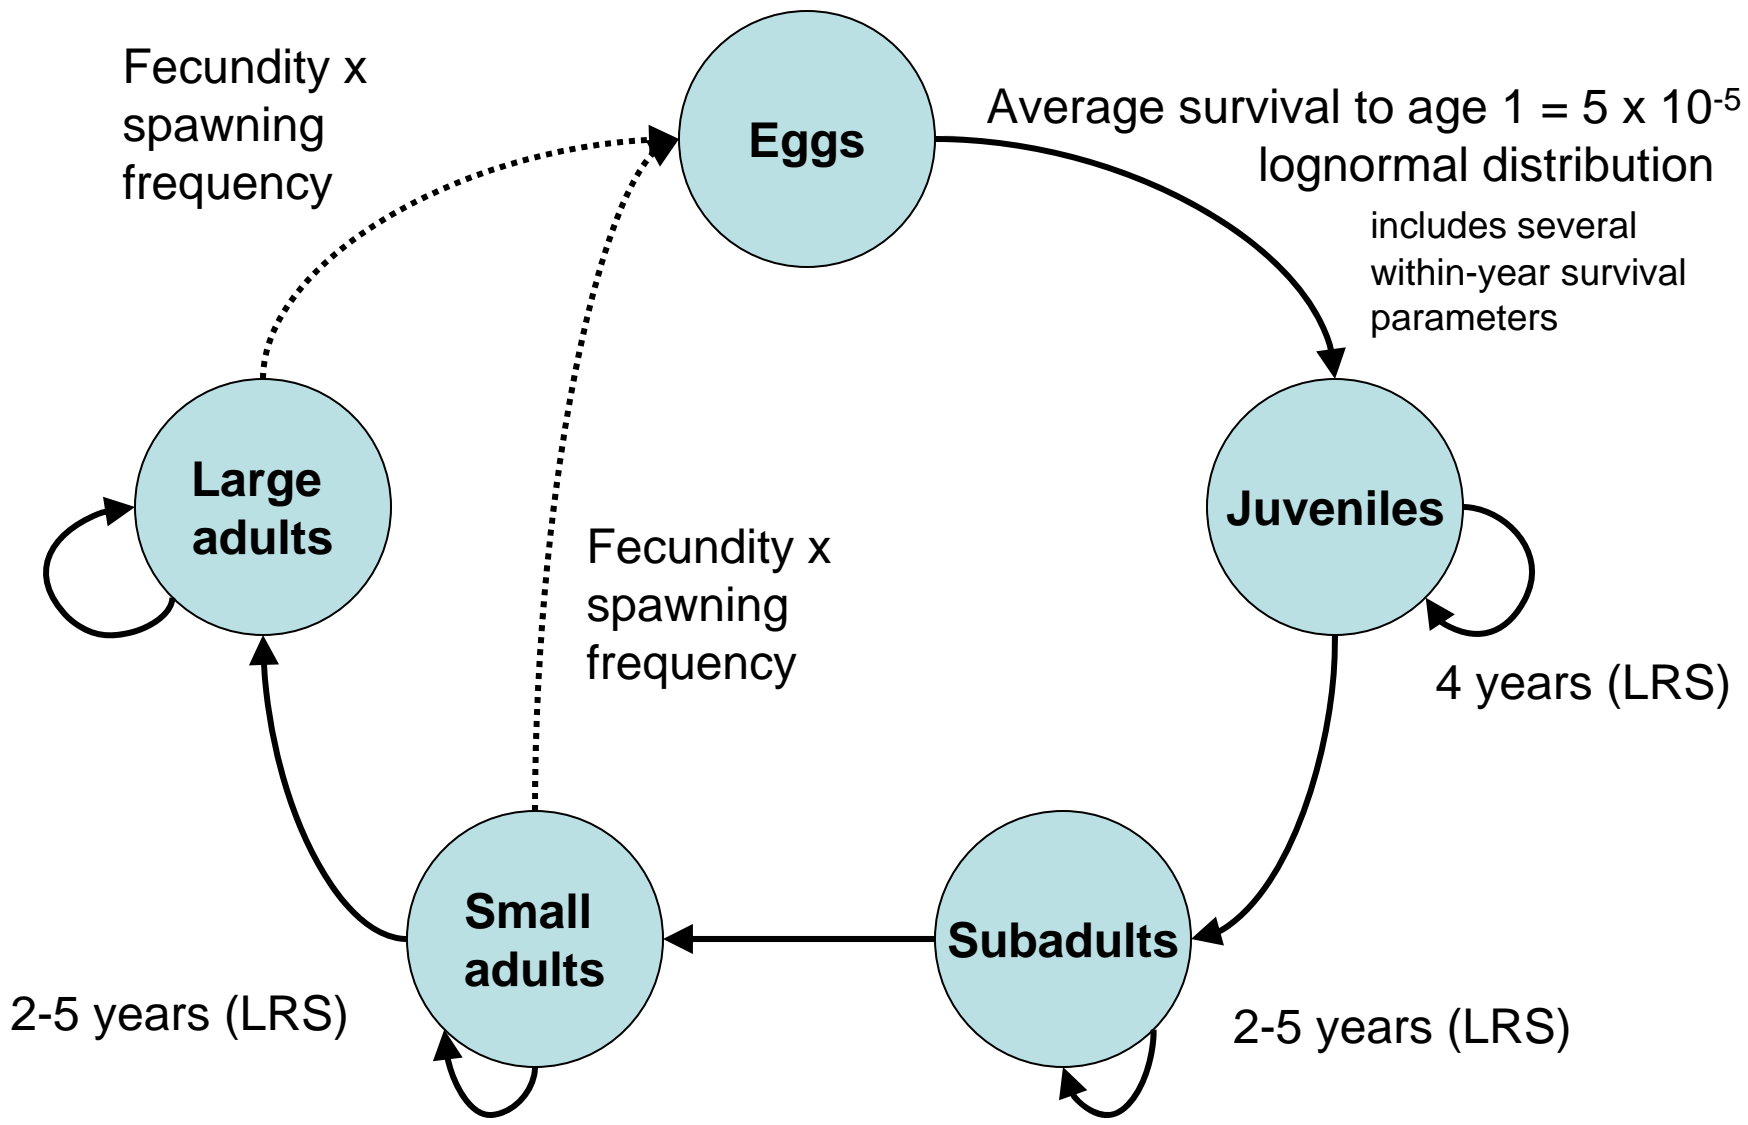 Fecundity x
spawning
frequency
Eggs
Average survival to age 1 = 5 x 10⁻⁵
lognormal distribution
includes several
within-year survival
parameters
Large
adults
Juveniles
Fecundity x
spawning
frequency
4 years (LRS)
Small
adults
Subadults
2-5 years (LRS)
2-5 years (LRS)